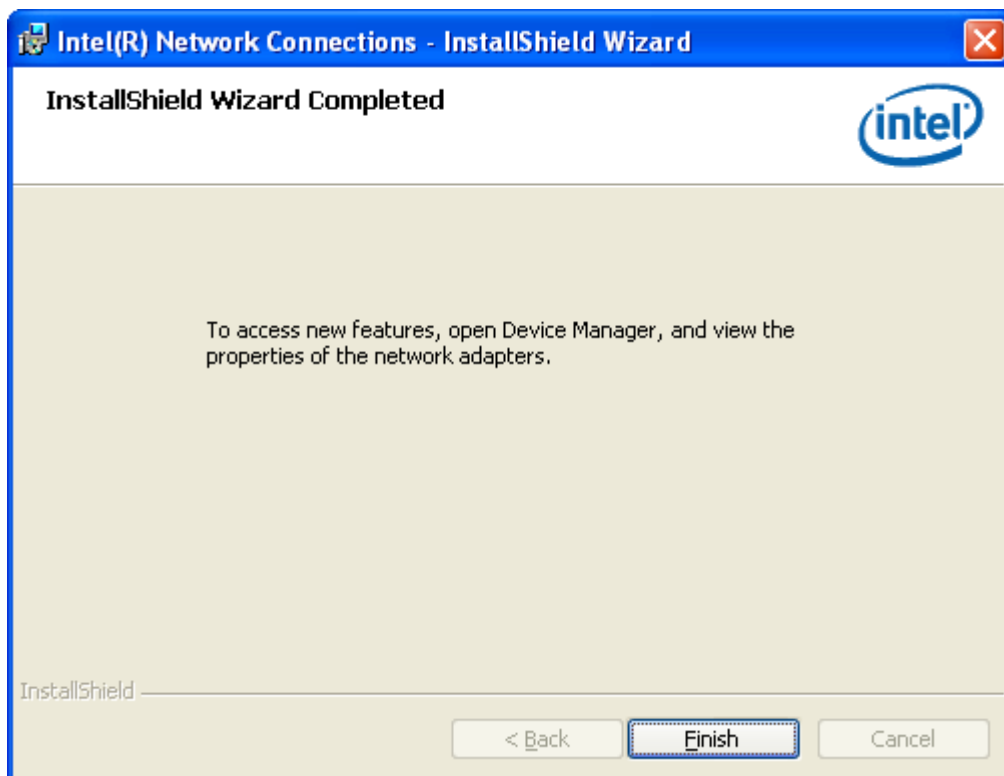 Intel(R) Network Connections - InstallShield Wizard
InstallShield Wizard Completed
intel
To access new features, open Device Manager, and view the
properties of the network adapters.
InstallShield
< Back
Finish
Cancel